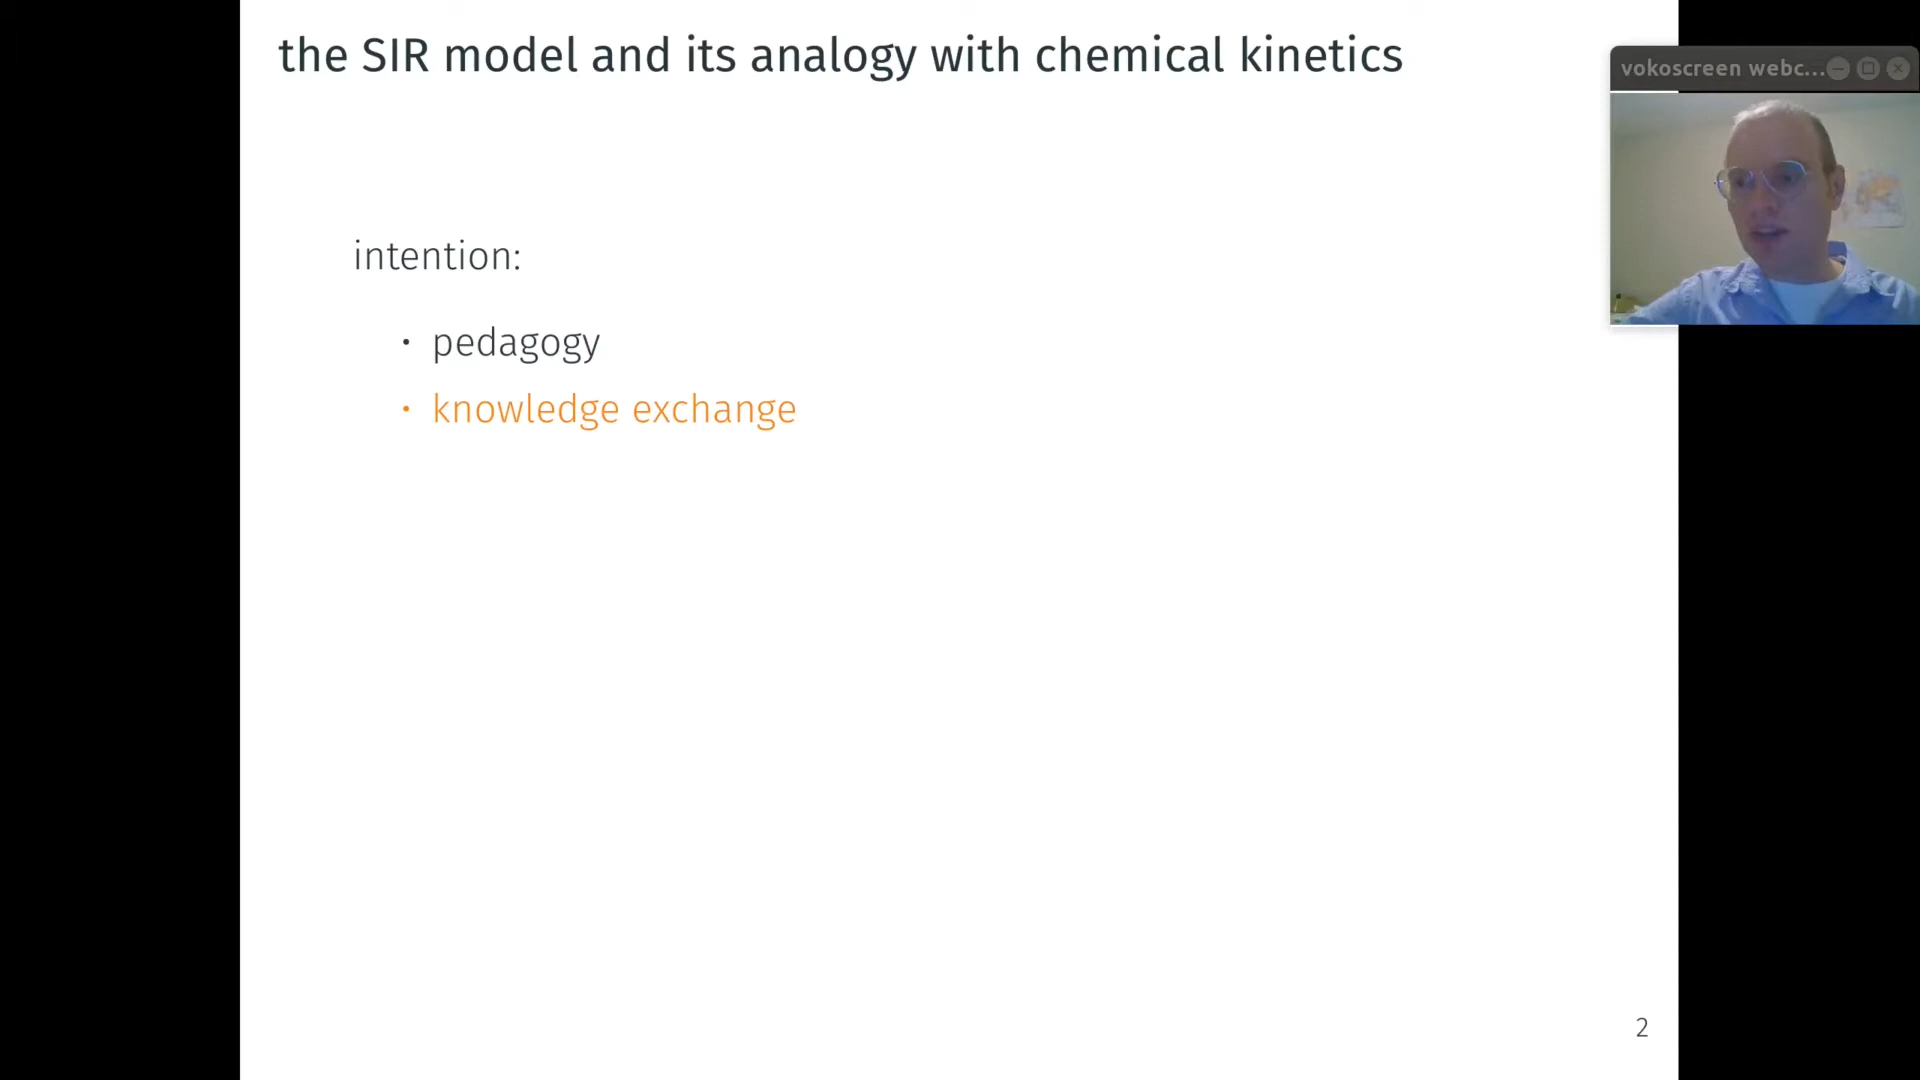 the SIR model and its analogy with chemical kinetics
vokoscreen webc...
intention:
• pedagogy
• knowledge exchange
2